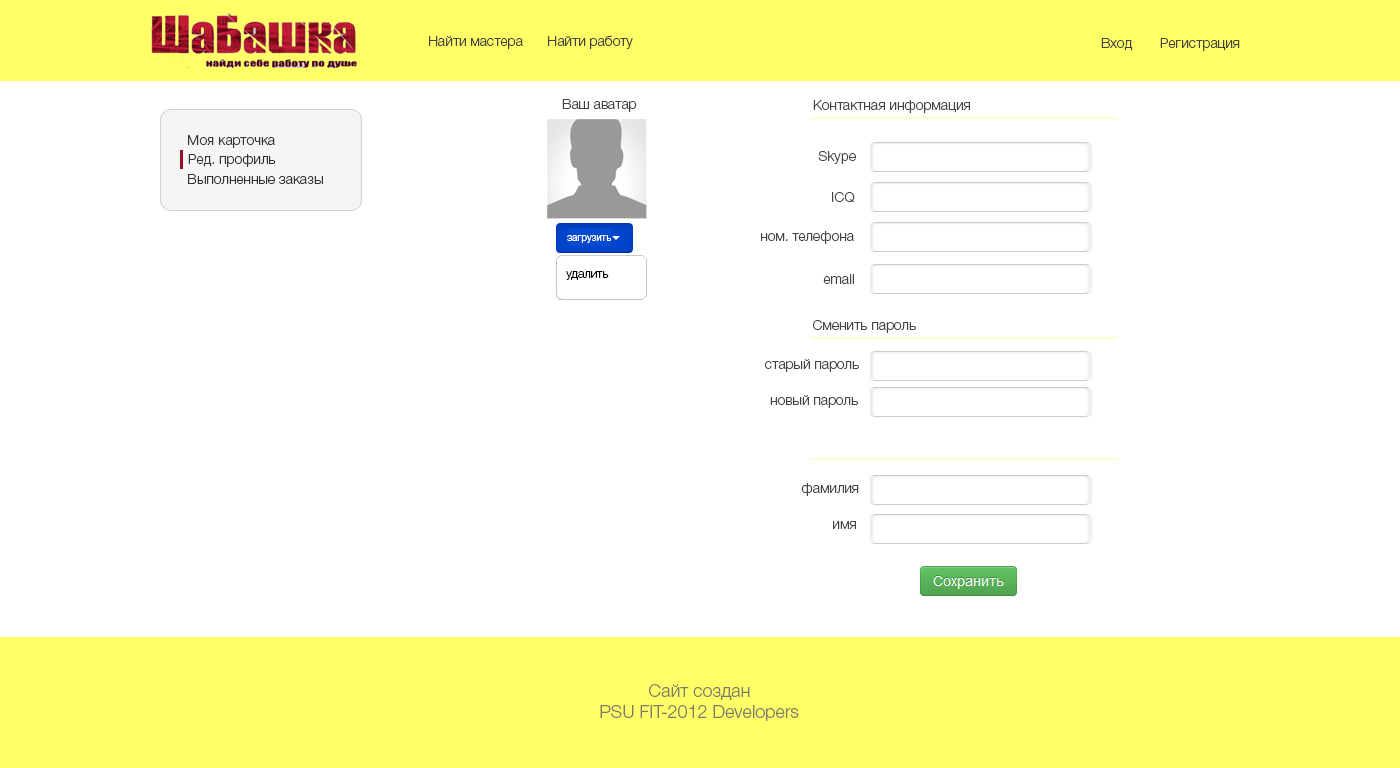 ШаБашка
найди себе работу по душе
Найти мастера
Найти работу
Вход
Регистрация
Моя карточка
Ред. профиль
Выполненные заказы
Ваш аватар
загрузить
удалить
Контактная информация
Skype
ICQ
ном. телефона
email
Сменить пароль
старый пароль
новый пароль
фамилия
имя
Сохранить
Сайт создан
PSU FIT-2012 Developers